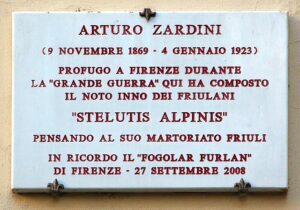 ARTURO ZARDINI
(9 NOVEMBRE 1869 - 4 GENNAIO 1923)
PROFUGO A FIRENZE DURANTE
LA "GRANDE GUERRA" QUI HA COMPOSTO
IL NOTO INNO DEI FRIULANI
"STELUTIS ALPINIS"
PENSANDO AL SUO MARTORIATO FRIULI
IN RICORDO IL "FOGOLAR FURLAN"
DI FIRENZE - 27 SETTEMBRE 2008